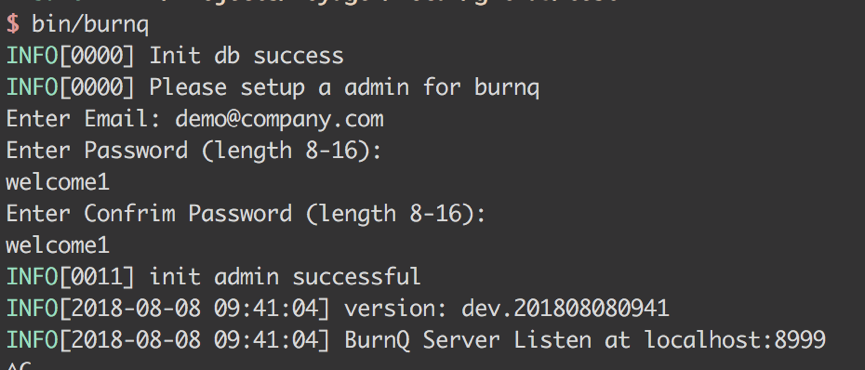 $ bin/burnq
INFO[0000] Init db success
INFO[0000] Please setup a admin for burnq
Enter Email: demo@company.com
Enter Password (length 8-16):
welcome1
Enter Confrim Password (length 8-16):
welcome1
INFO[0011] init admin successful
INFO[2018-08-08 09:41:04] version: dev.201808080941
INFO[2018-08-08 09:41:04] BurnQ Server Listen at localhost:8999
^C